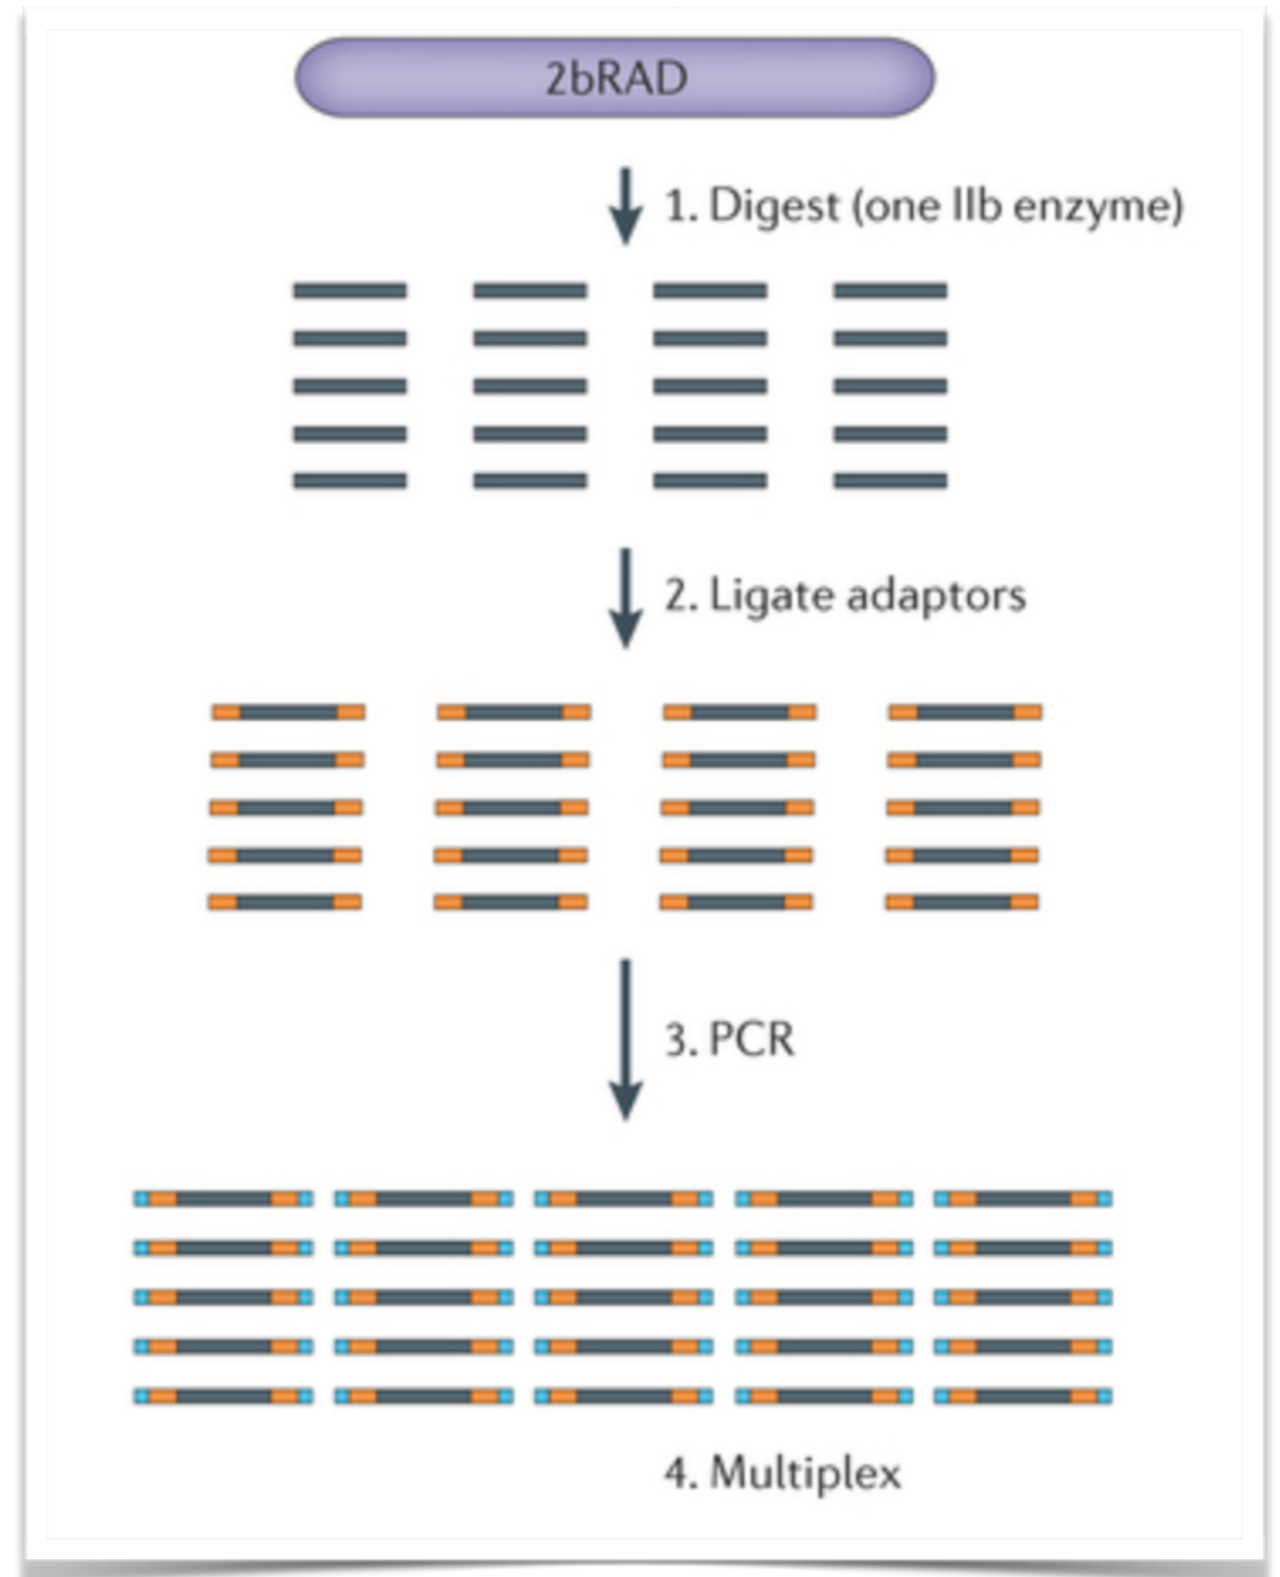 2bRAD
1. Digest (one IIb enzyme)
2. Ligate adaptors
3. PCR
4. Multiplex